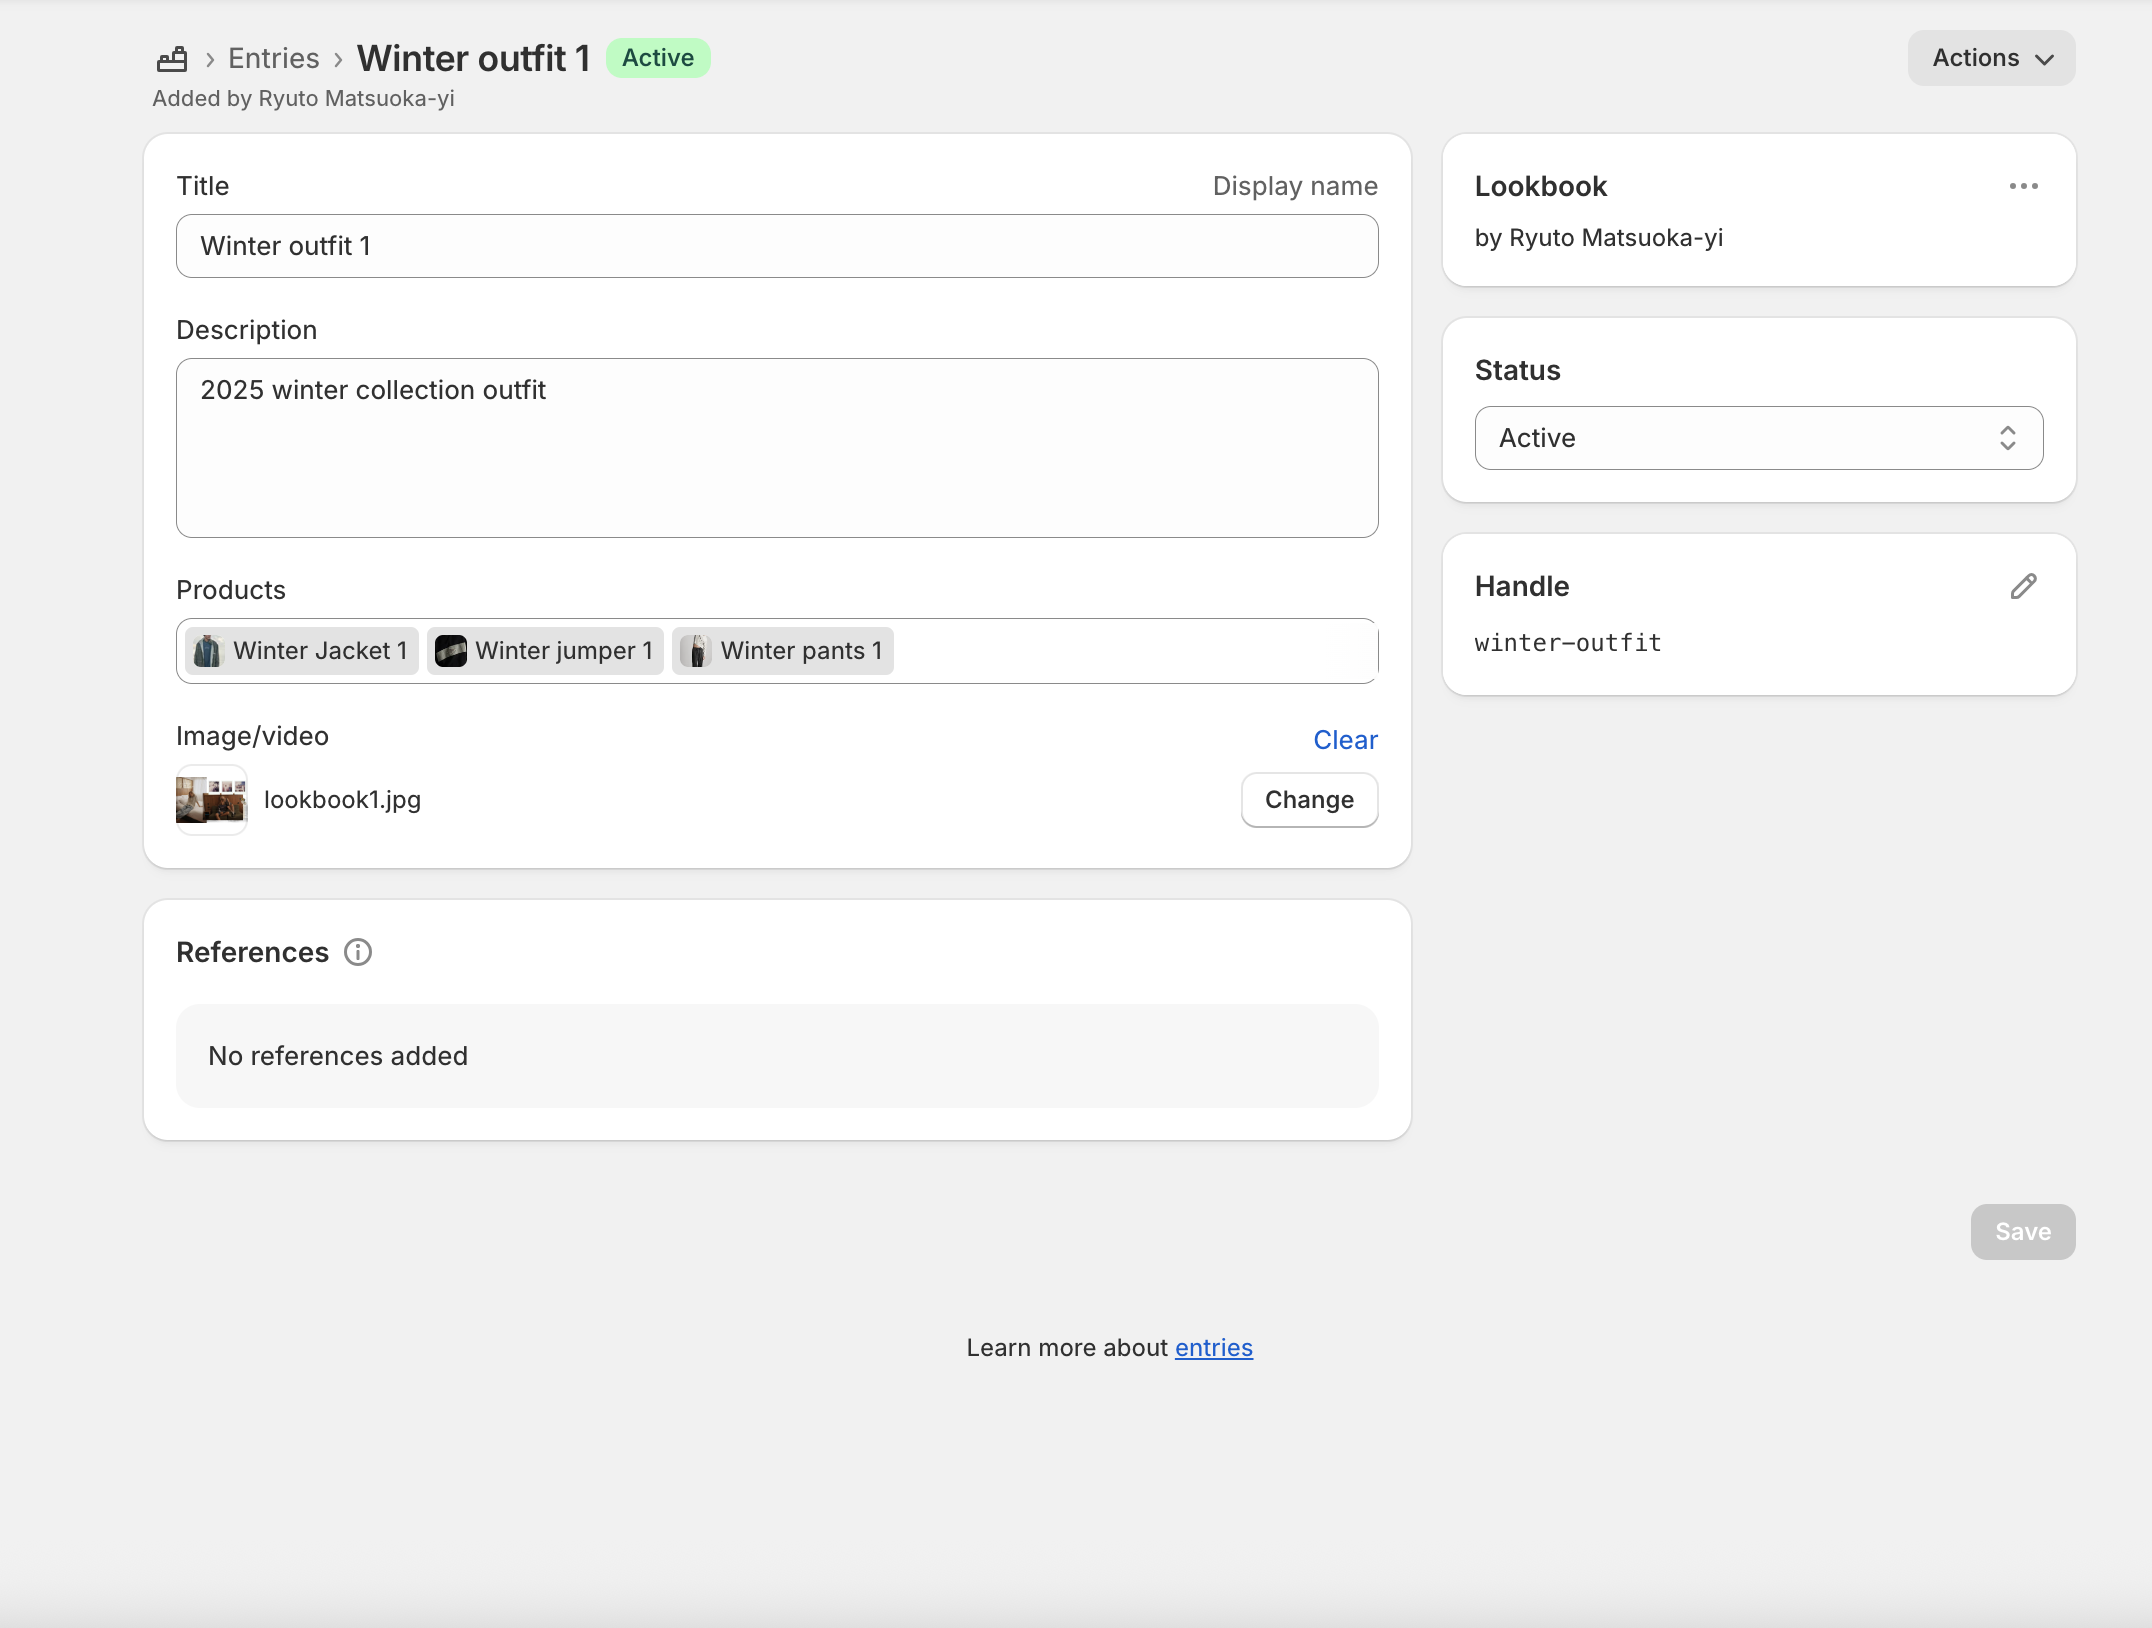 Entries
Winter outfit 1
Active
Actions
Added by Ryuto Matsuoka-yi
Title
Display name
Winter outfit 1
Description
2025 winter collection outfit
Products
Winter Jacket 1
Winter jumper 1
Winter pants 1
Image/video
Clear
lookbook1.jpg
Change
References
No references added
Lookbook
by Ryuto Matsuoka-yi
Status
Active
Handle
winter-outfit
Save
Learn more about entries